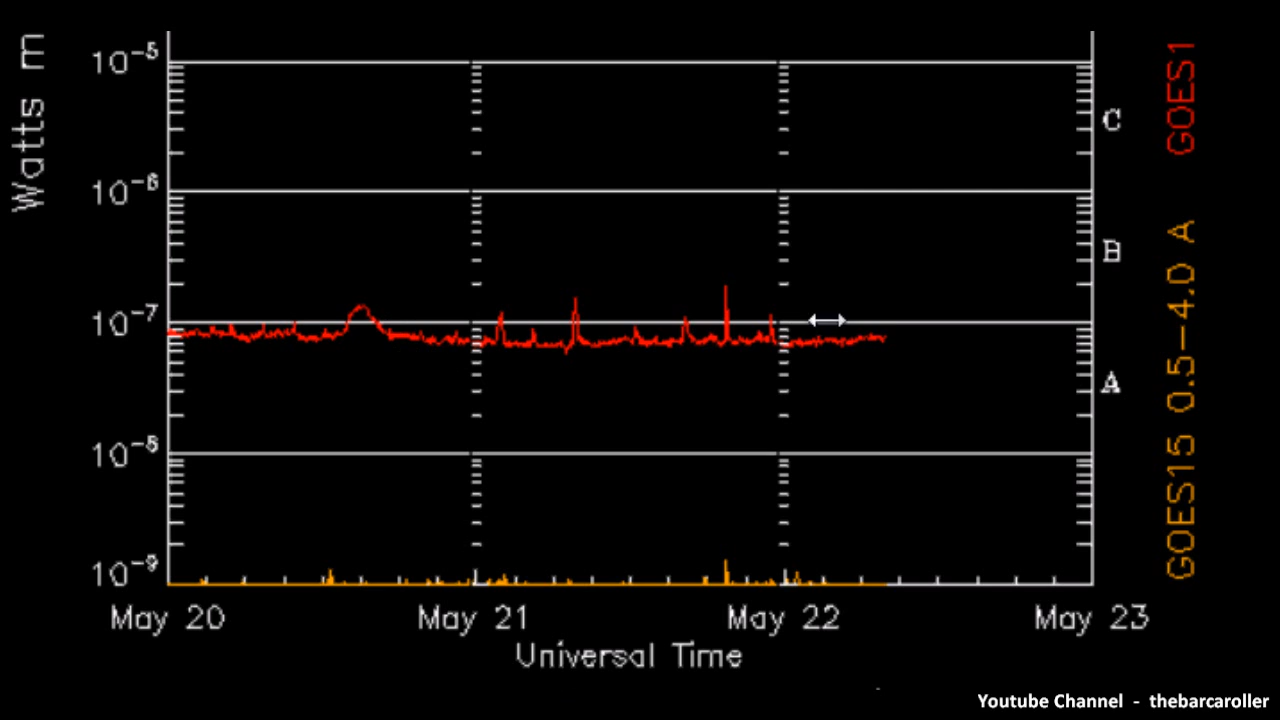 Watts m
10-5
10-6
10-7
10-8
10-9
C
B
A
GOES1
GOES15 0.5-4.0 A
May 20
May 21
May 22
May 23
Universal Time
Youtube Channel - thebarcaroller